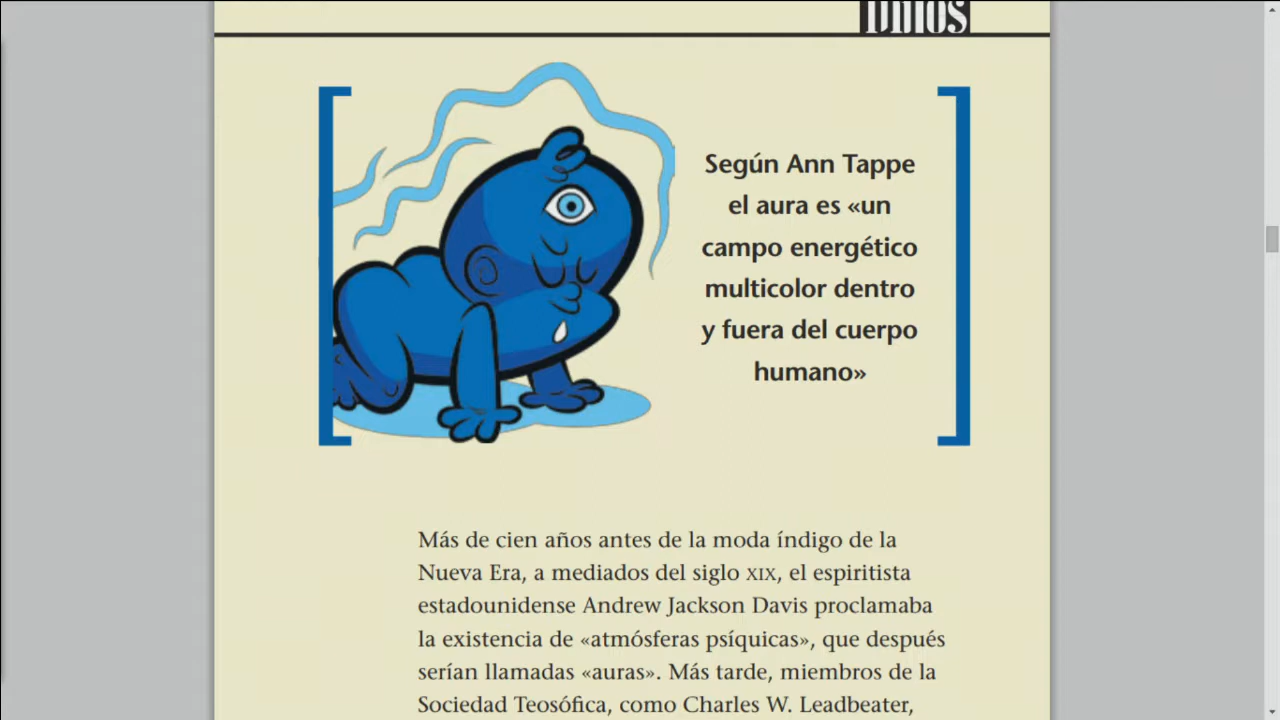 Según Ann Tappe
el aura es «un
campo energético
multicolor dentro
y fuera del cuerpo
humano»
Más de cien años antes de la moda índigo de la
Nueva Era, a mediados del siglo XIX, el espiritista
estadounidense Andrew Jackson Davis proclamaba
la existencia de «atmósferas psíquicas», que después
serían llamadas «auras». Más tarde, miembros de la
Sociedad Teosófica, como Charles W. Leadbeater,